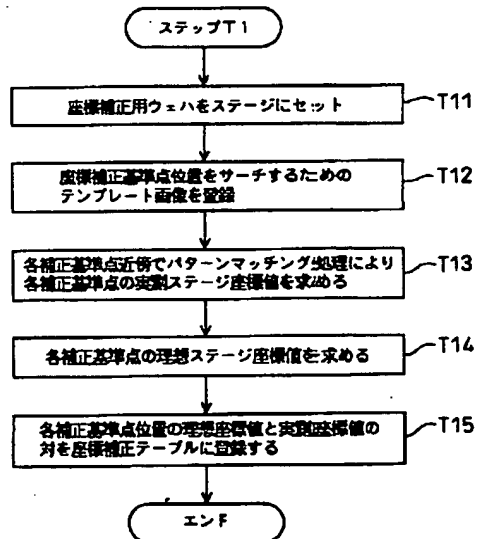 ステップT1
座標補正用ウェハをステージにセット
T11
座標補正基準点位置をサーチするための
テンプレート画像を登録
T12
各補正基準点近傍でパターンマッチング処理により
各補正基準点の実測ステージ座標値を求める
T13
各補正基準点の理想ステージ座標値を求める
T14
各補正基準点位置の理想座標値と実測座標値の
対を座標補正テーブルに登録する
T15
エンド